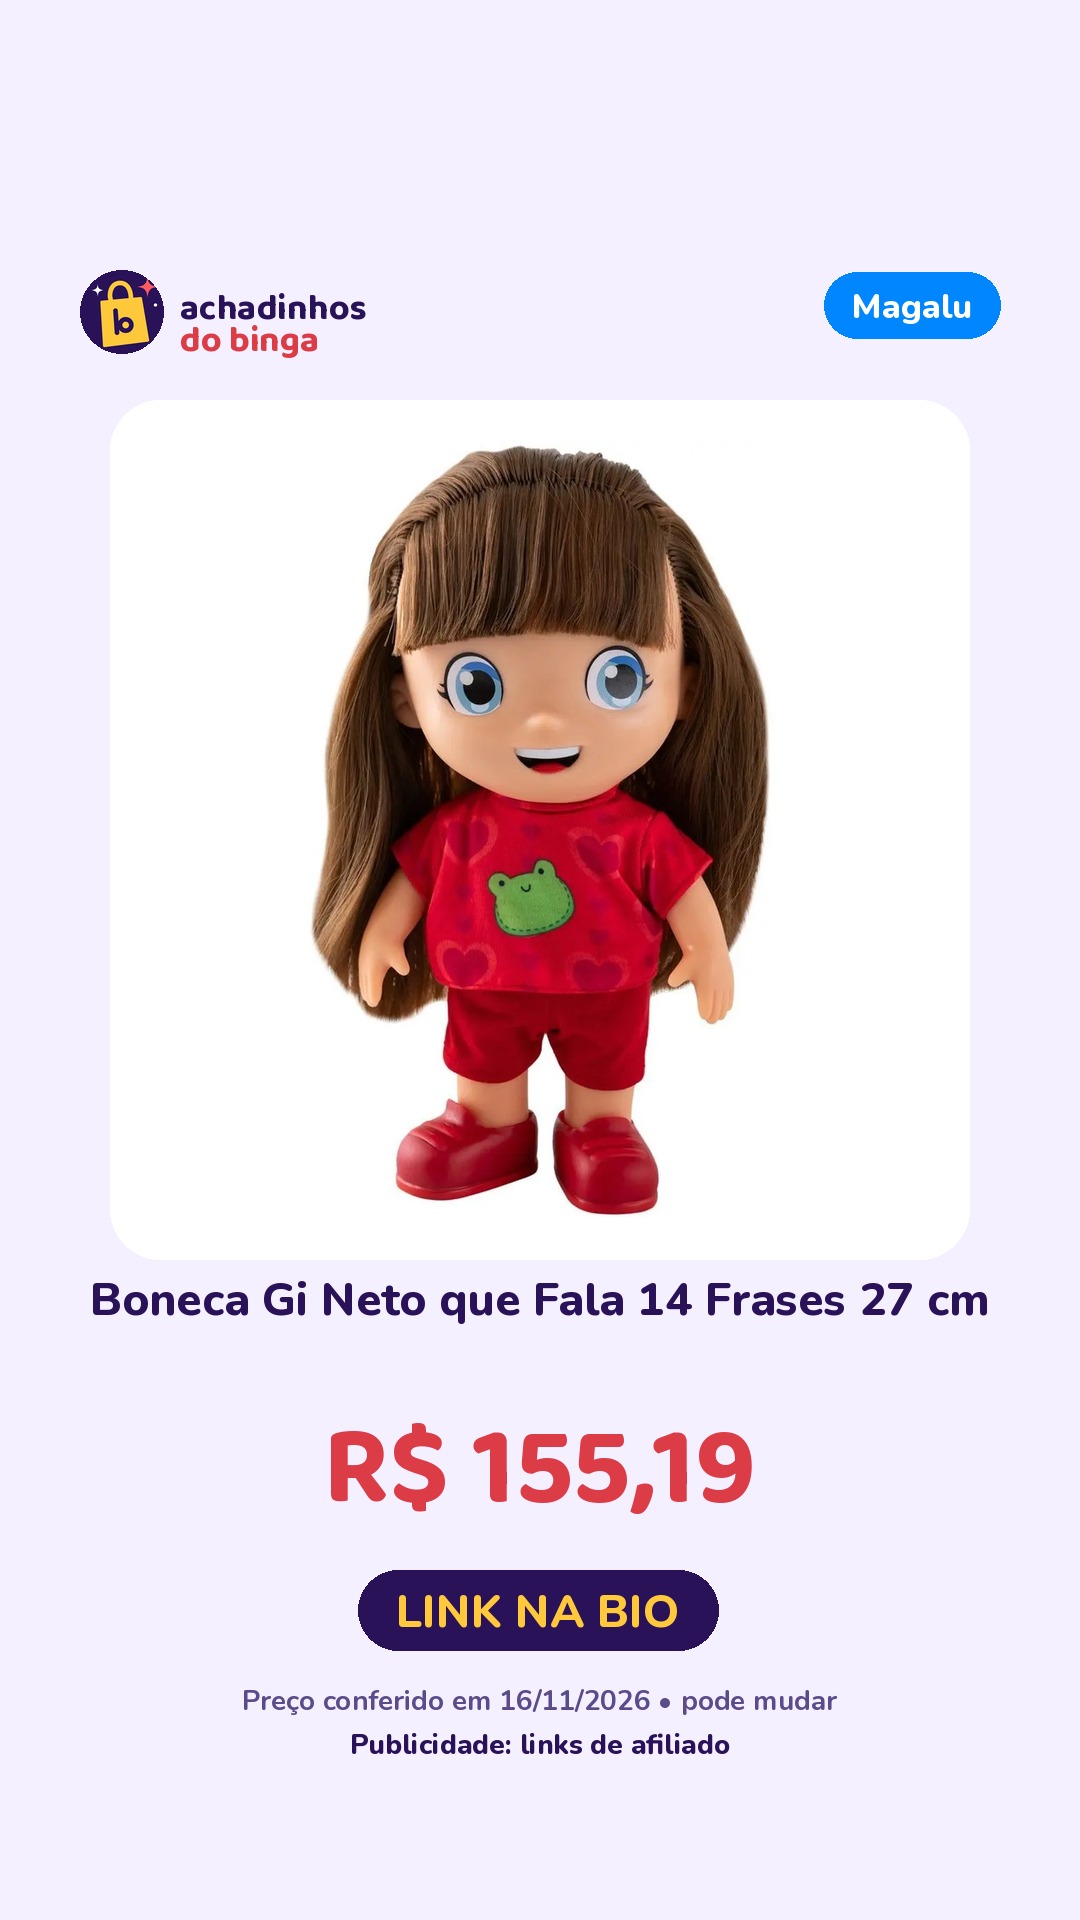 achadinhos
do binga
b
Magalu
Boneca Gi Neto que Fala 14 Frases 27 cm
R$ 155,19
LINK NA BIO
Preço conferido em 16/11/2026 • pode mudar
Publicidade: links de afiliado